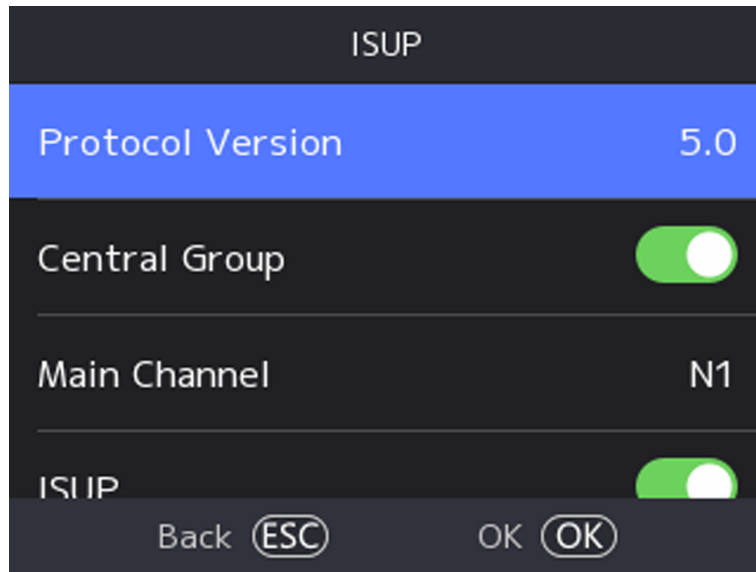 ISUP
Protocol Version 5.0
Central Group
Main Channel N1
ISUP
Back ESC OK OK